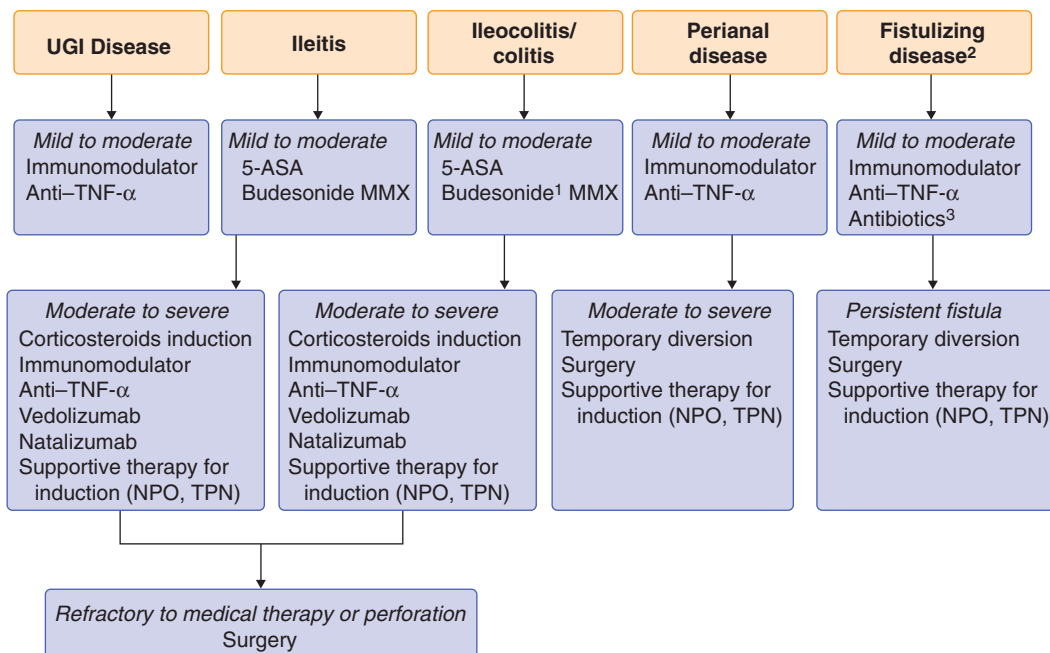 UGI Disease
Ileitis
Ileocolitis/
colitis
Perianal
disease
Fistulizing
disease²
Mild to moderate
Immunomodulator
Anti–TNF-α
Mild to moderate
5-ASA
Budesonide MMX
Mild to moderate
5-ASA
Budesonide¹ MMX
Mild to moderate
Immunomodulator
Anti–TNF-α
Mild to moderate
Immunomodulator
Anti–TNF-α
Antibiotics³
Moderate to severe
Corticosteroids induction
Immunomodulator
Anti–TNF-α
Vedolizumab
Natalizumab
Supportive therapy for
induction (NPO, TPN)
Moderate to severe
Corticosteroids induction
Immunomodulator
Anti–TNF-α
Vedolizumab
Natalizumab
Supportive therapy for
induction (NPO, TPN)
Moderate to severe
Temporary diversion
Surgery
Supportive therapy for
induction (NPO, TPN)
Persistent fistula
Temporary diversion
Surgery
Supportive therapy for
induction (NPO, TPN)
Refractory to medical therapy or perforation
Surgery